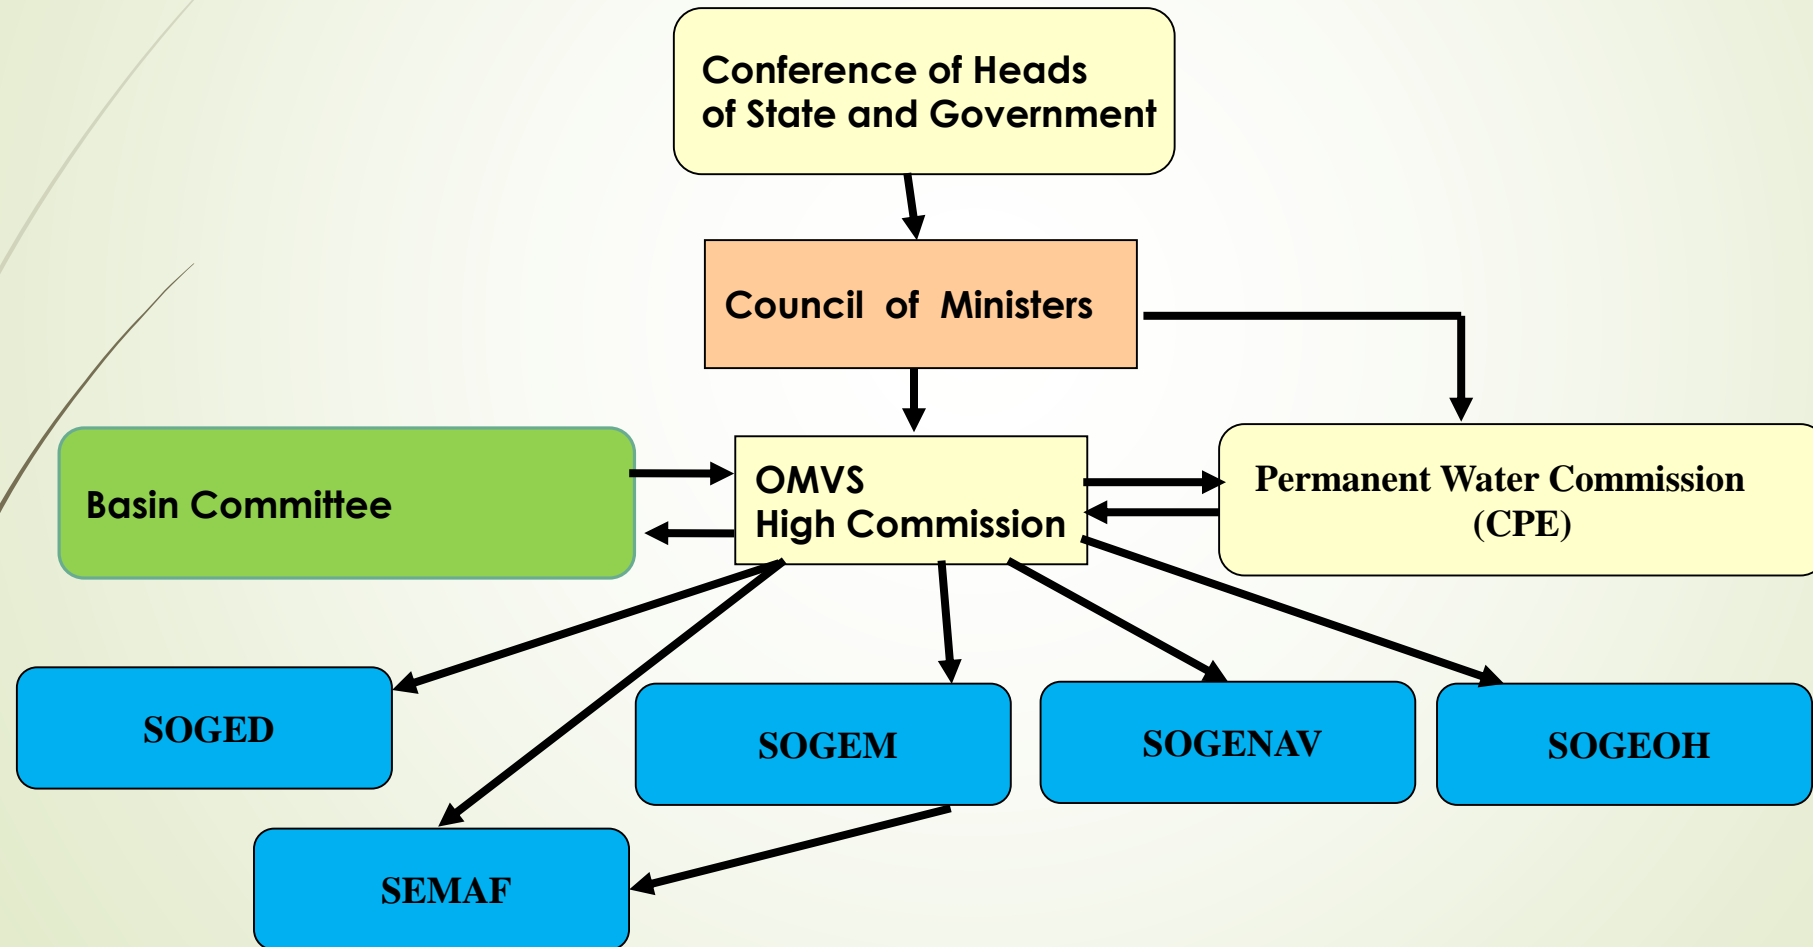 Conference of Heads
of State and Government
Council of Ministers
Basin Committee
OMVS
High Commission
Permanent Water Commission
(CPE)
SOGED
SOGEM
SOGENAV
SOGEOH
SEMAF